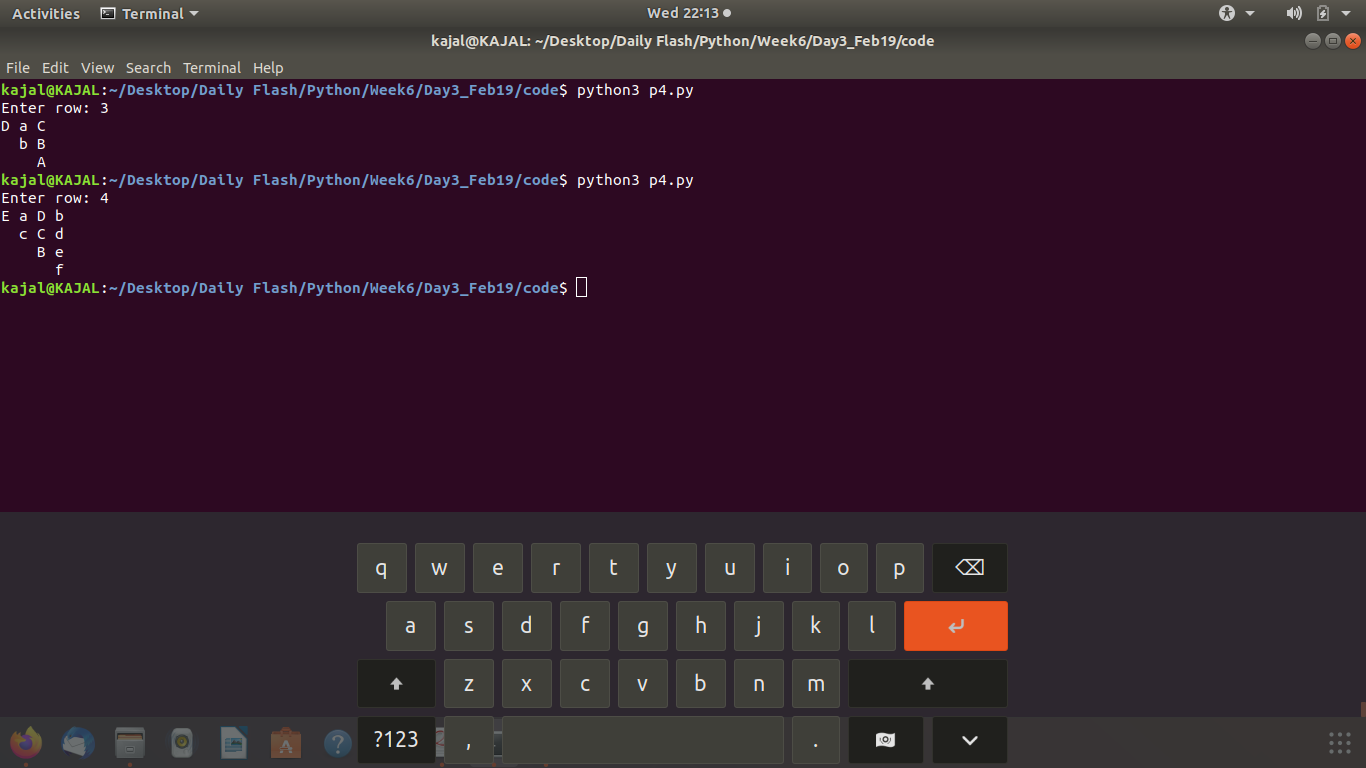 Activities Terminal Wed 22:13
kajal@KAJAL: ~/Desktop/Daily Flash/Python/Week6/Day3_Feb19/code
File Edit View Search Terminal Help
kajal@KAJAL:~/Desktop/Daily Flash/Python/Week6/Day3_Feb19/code$ python3 p4.py
Enter row: 3
D a C
  b B
    A
kajal@KAJAL:~/Desktop/Daily Flash/Python/Week6/Day3_Feb19/code$ python3 p4.py
Enter row: 4
E a D b
  c C d
    B e
      f
kajal@KAJAL:~/Desktop/Daily Flash/Python/Week6/Day3_Feb19/code$
q w e r t y u i o p
a s d f g h j k l
z x c v b n m
?123 , .